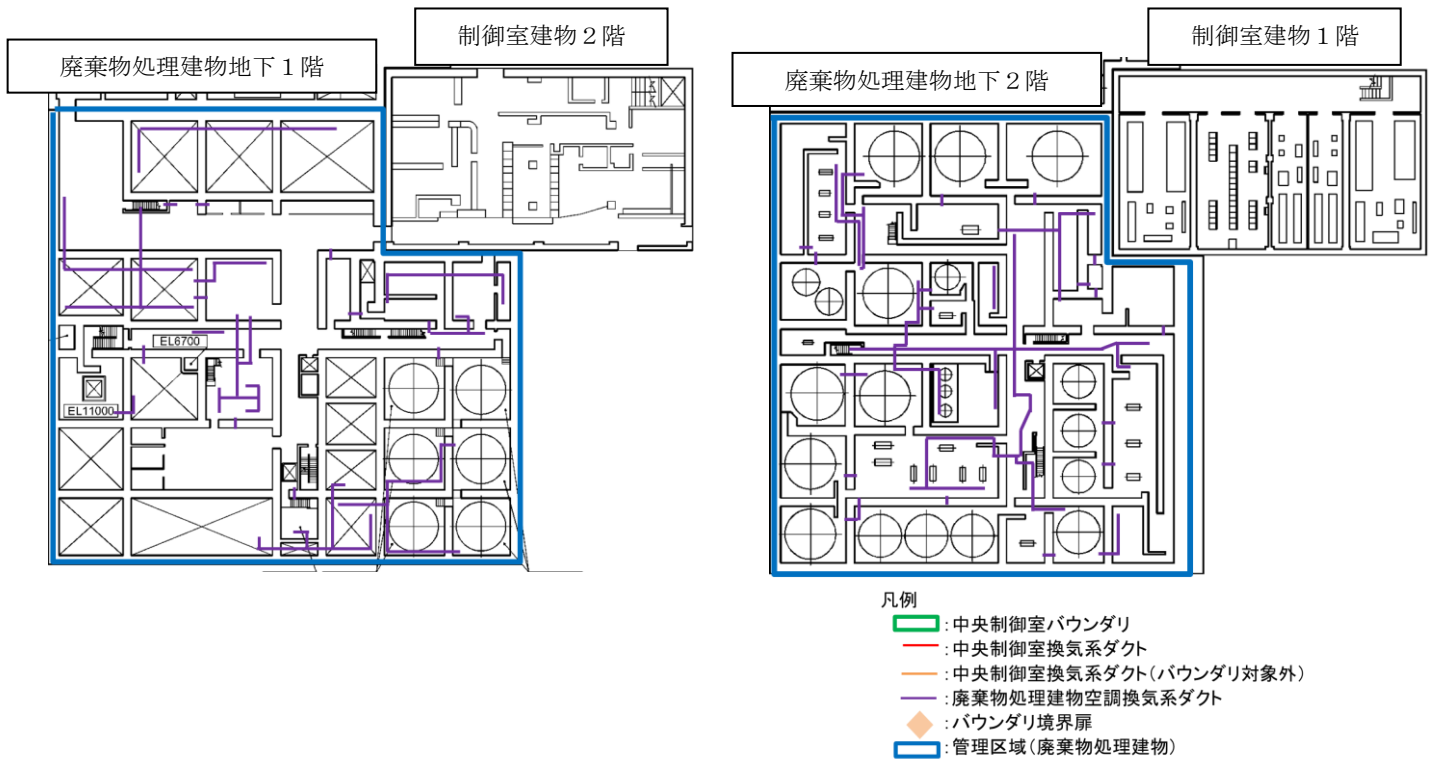 制御室建物２階
廃棄物処理建物地下１階
EL6700
EL11000
制御室建物１階
廃棄物処理建物地下２階
凡例
：中央制御室バウンダリ
：中央制御室換気系ダクト
：中央制御室換気系ダクト（バウンダリ対象外）
：廃棄物処理建物空調換気系ダクト
：バウンダリ境界扉
：管理区域（廃棄物処理建物）